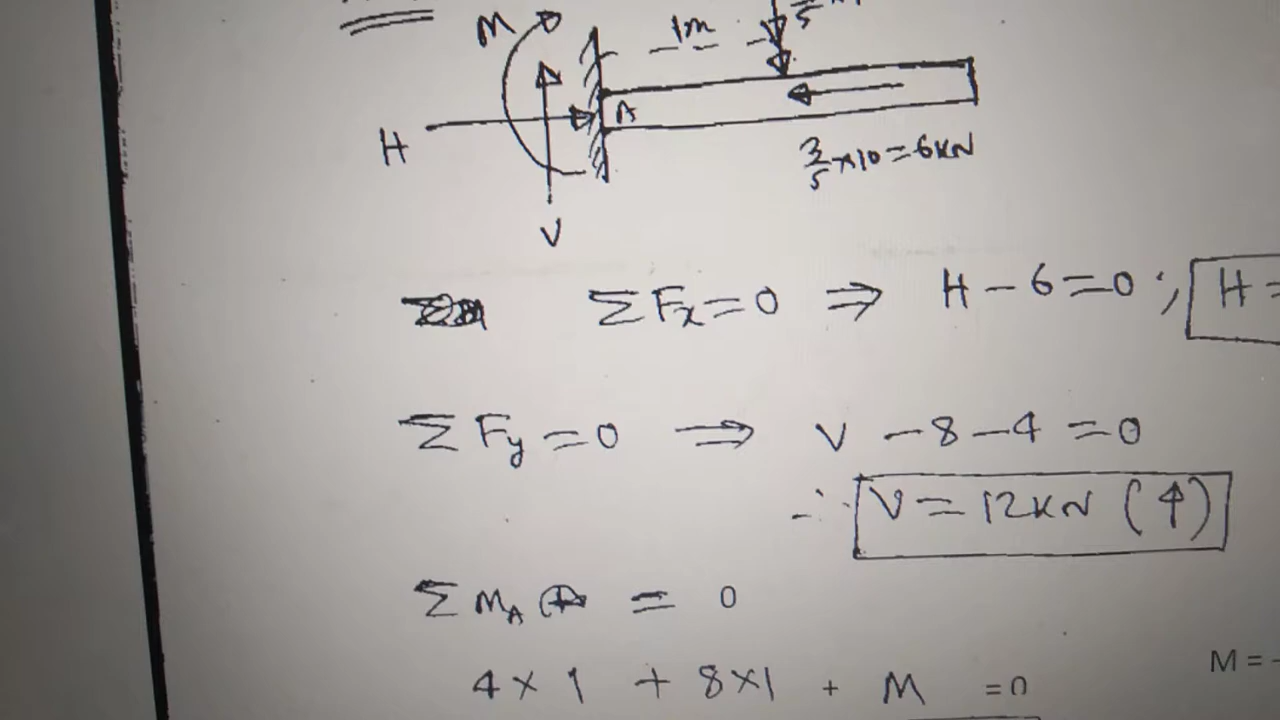 M
1m
5
A
H
3/5 × 10 = 6KN
V
ΣFx = 0 ⇒ H - 6 = 0 ; H =
ΣFy = 0 ⇒ V - 8 - 4 = 0
∴ V = 12KN (↑)
ΣMA = 0
M = -
4 × 1 + 8×1 + M = 0